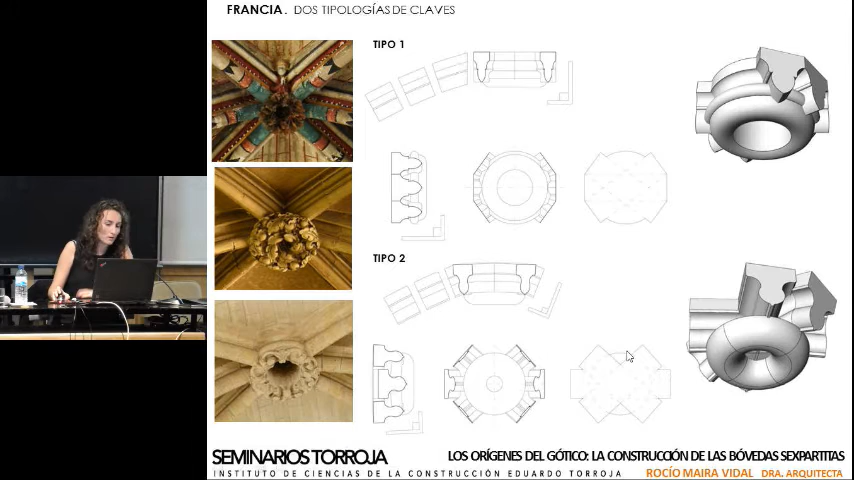 FRANCIA. DOS TIPOLOGÍAS DE CLAVES
TIPO 1
TIPO 2
SEMINARIOS TORROJA
INSTITUTO DE CIENCIAS DE LA CONSTRUCCIÓN EDUARDO TORROJA
LOS ORÍGENES DEL GÓTICO: LA CONSTRUCCIÓN DE LAS BÓVEDAS SEXPARTITAS
ROCÍO MAIRA VIDAL DRA. ARQUITECTA